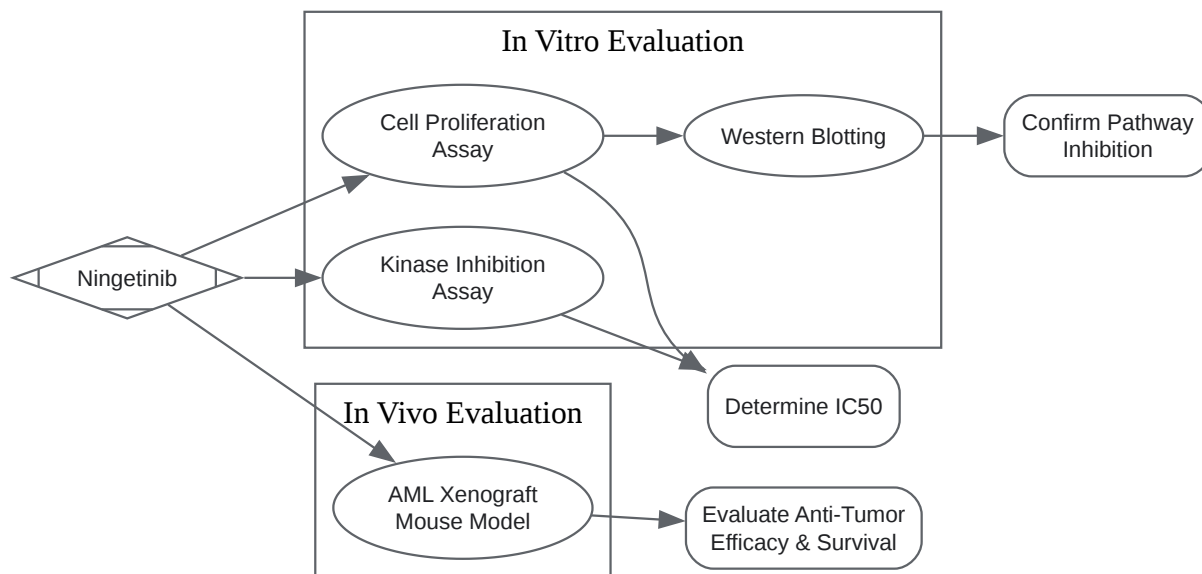 In Vitro Evaluation
Cell Proliferation
Assay
Western Blotting
Confirm Pathway
Inhibition
Ningetinib
Kinase Inhibition
Assay
Determine IC50
In Vivo Evaluation
AML Xenograft
Mouse Model
Evaluate Anti-Tumor
Efficacy & Survival